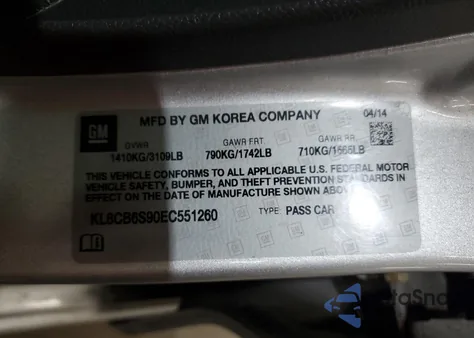 GM
MFD BY GM KOREA COMPANY
04/14
GVWR GAWR FRT. GAWR RR.
1410KG/3109LB 790KG/1742LB 710KG/1565LB
THIS VEHICLE CONFORMS TO ALL APPLICABLE U.S. FEDERAL MOTOR
VEHICLE SAFETY, BUMPER, AND THEFT PREVENTION STANDARDS IN
EFFECT ON THE DATE OF MANUFACTURE SHOWN ABOVE.
KL8CB6S90EC551260 TYPE: PASS CAR